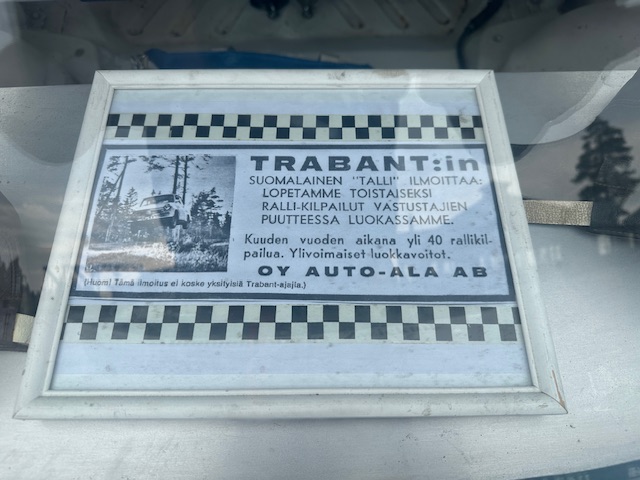 TRABANT:in
SUOMALAINEN "TALLI" ILMOITTAA:
LOPETAMME TOISTAISEKSI
RALLI-KILPAILUT VASTUSTAJIEN
PUUTTEESSA LUOKASSAMME.
Kuuden vuoden aikana yli 40 rallikil-
pailua. Ylivoimaiset luokkavoitot.
OY AUTO-ALA AB
(Huom! Tämä ilmoitus ei koske yksityisiä Trabant-ajajia.)